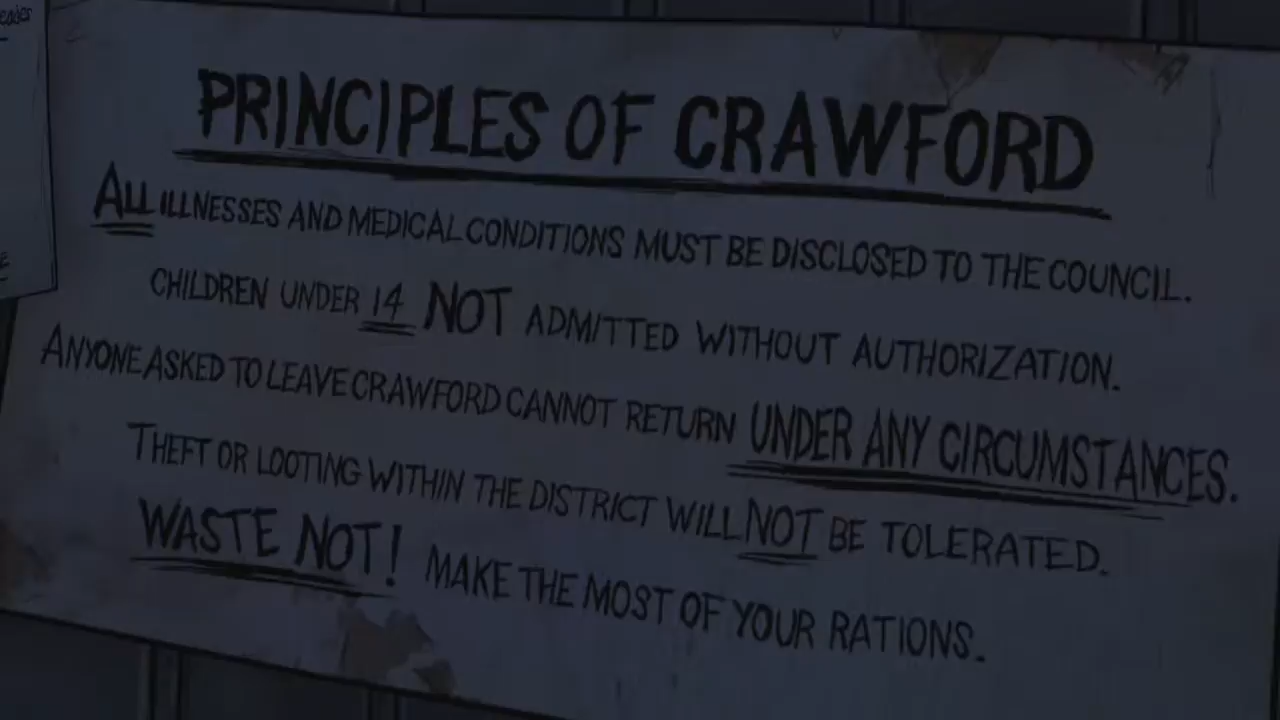 eader
PRINCIPLES OF CRAWFORD
ALL ILLNESSES AND MEDICAL CONDITIONS MUST BE DISCLOSED TO THE COUNCIL.
CHILDREN UNDER 14 NOT ADMITTED WITHOUT AUTHORIZATION.
ANYONE ASKED TO LEAVE CRAWFORD CANNOT RETURN UNDER ANY CIRCUMSTANCES.
THEFT OR LOOTING WITHIN THE DISTRICT WILL NOT BE TOLERATED.
WASTE NOT! MAKE THE MOST OF YOUR RATIONS.